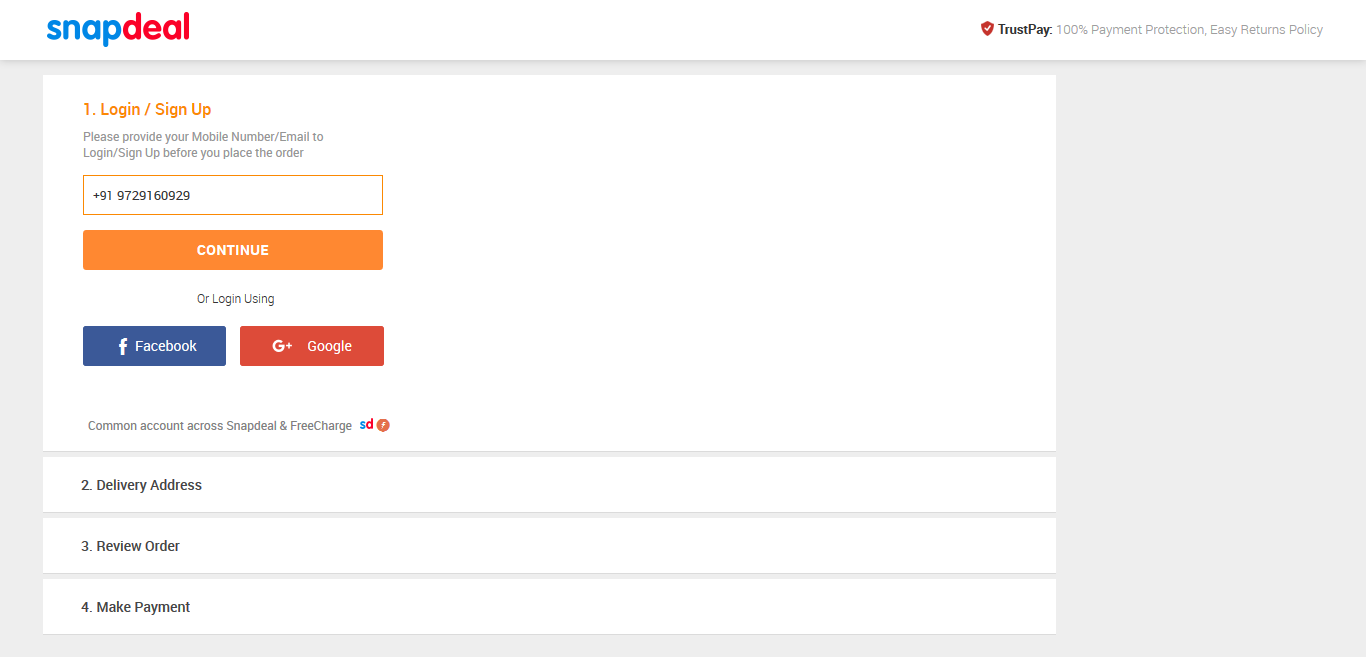 snapdeal
TrustPay: 100% Payment Protection, Easy Returns Policy
1. Login / Sign Up
Please provide your Mobile Number/Email to
Login/Sign Up before you place the order
+91 9729160929
CONTINUE
Or Login Using
f Facebook
G+ Google
Common account across Snapdeal & FreeCharge sd
2. Delivery Address
3. Review Order
4. Make Payment